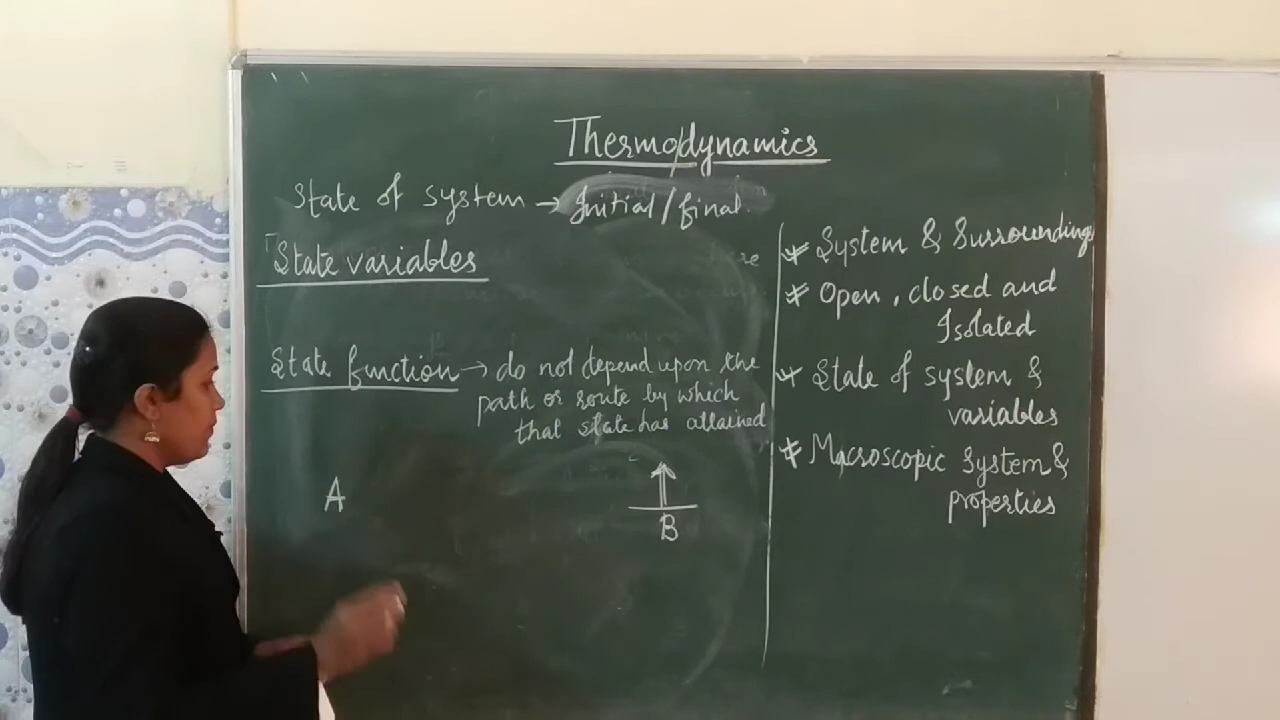 Thermodynamics
State of system → Initial/final.
State variables
State function → do not depend upon the
path or route by which
that state has attained
A
B
* System & Surroundings
* Open, closed and
Isolated
* State of system &
variables
* Macroscopic System &
properties